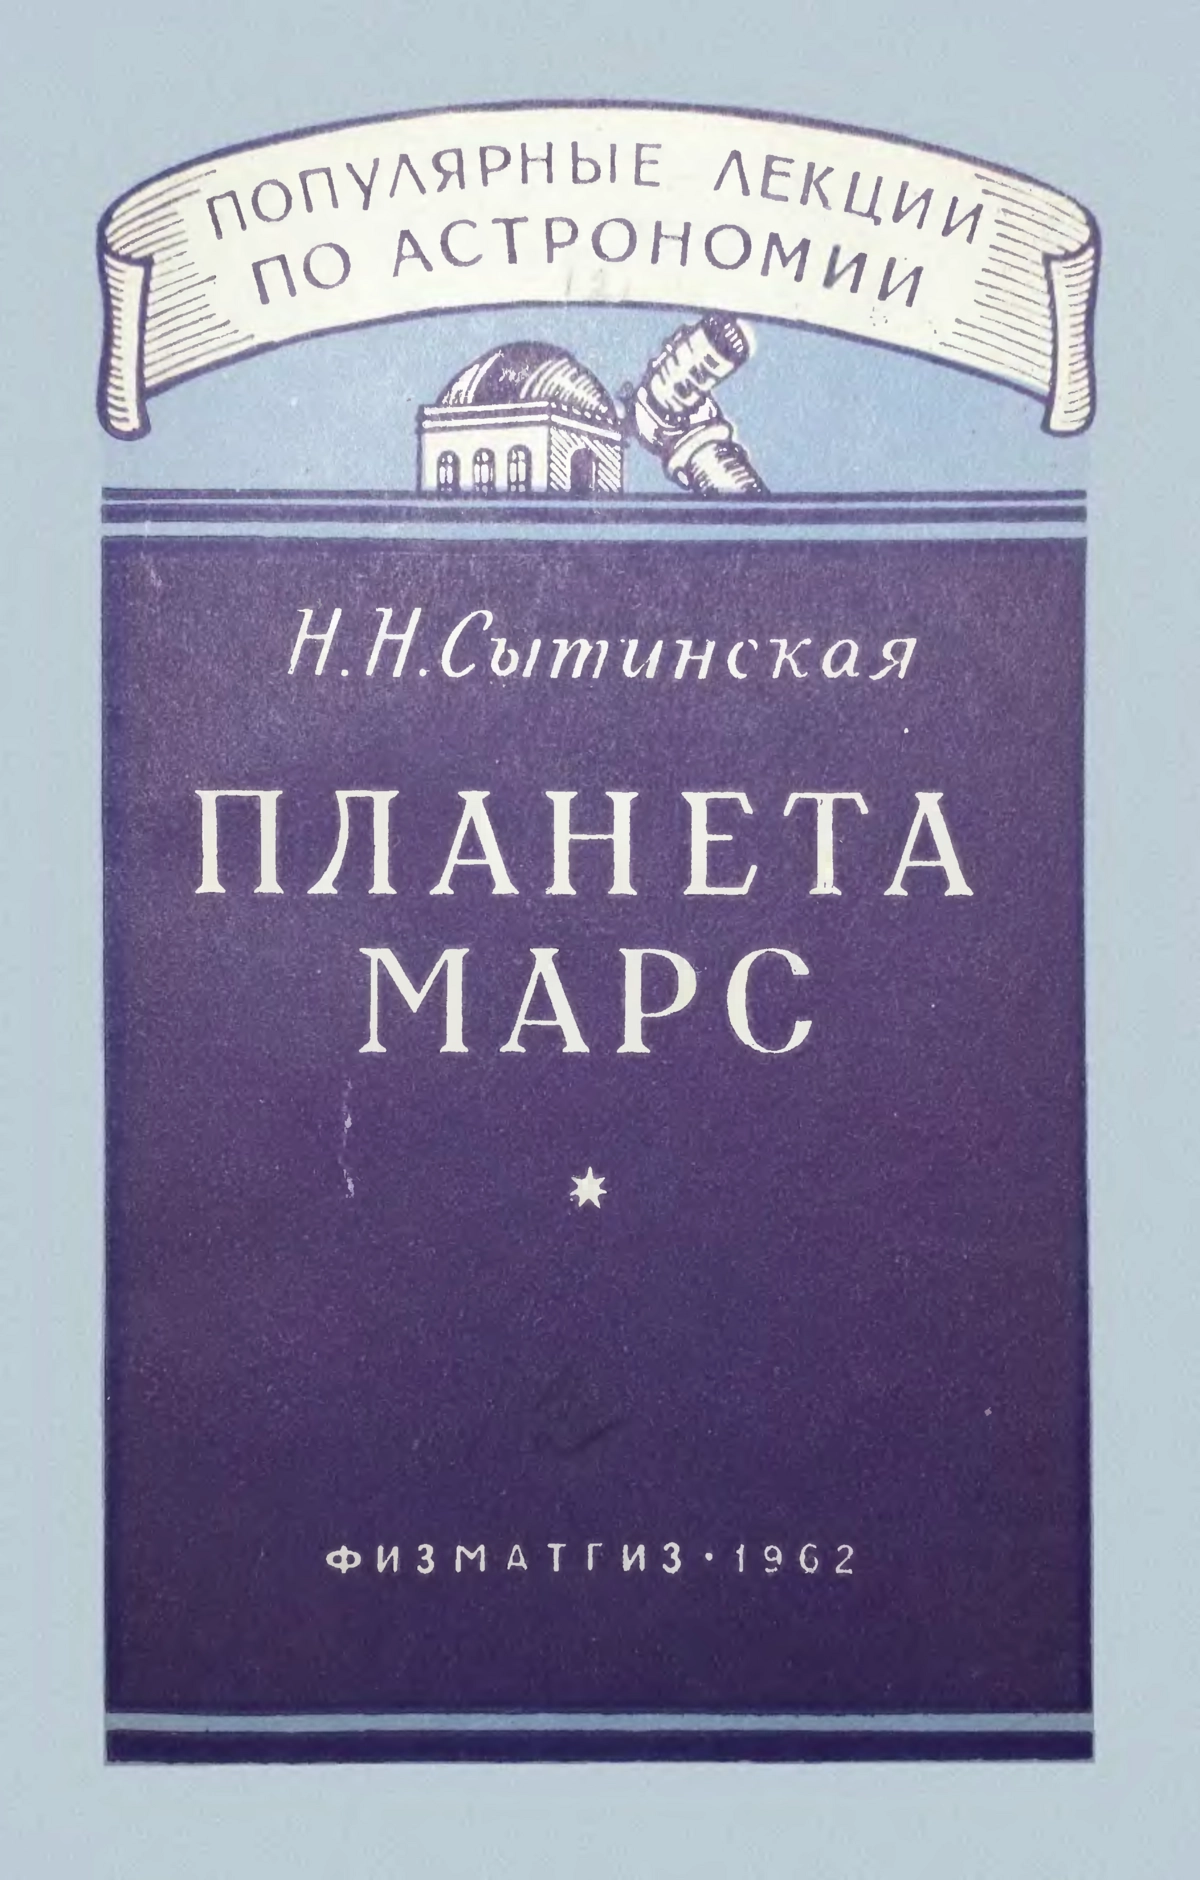 ПОПУЛЯРНЫЕ ЛЕКЦИИ
ПО АСТРОНОМИИ
Н.Н.Сытинская
ПЛАНЕТА
МАРС
ФИЗМАТГИЗ · 1962